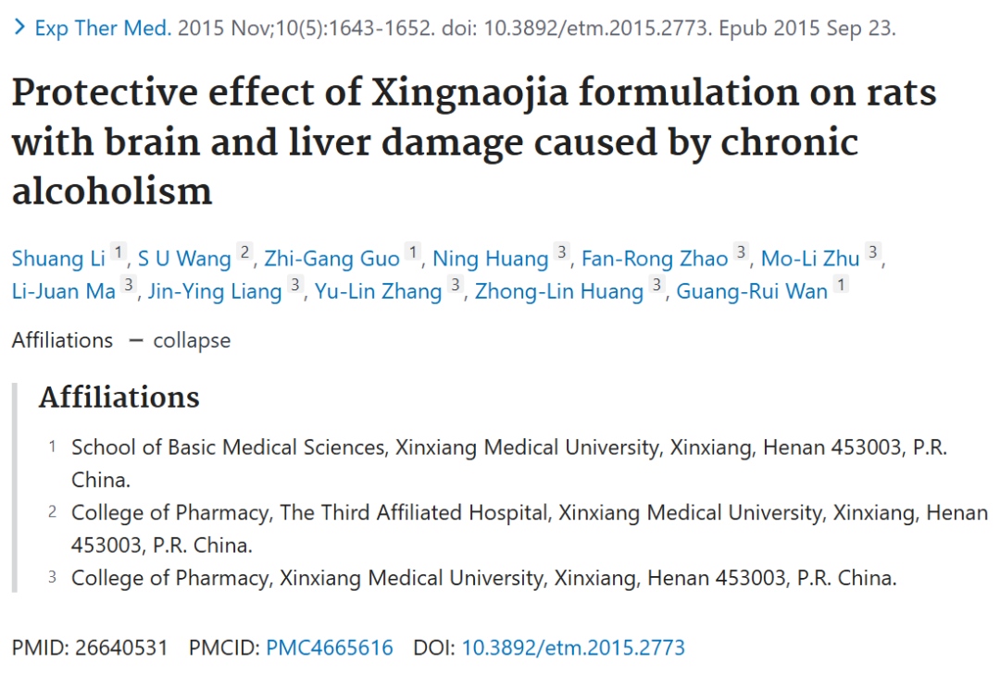 > Exp Ther Med. 2015 Nov;10(5):1643-1652. doi: 10.3892/etm.2015.2773. Epub 2015 Sep 23.
Protective effect of Xingnaojia formulation on rats
with brain and liver damage caused by chronic
alcoholism
Shuang Li 1, S U Wang 2, Zhi-Gang Guo 1, Ning Huang 3, Fan-Rong Zhao 3, Mo-Li Zhu 3,
Li-Juan Ma 3, Jin-Ying Liang 3, Yu-Lin Zhang 3, Zhong-Lin Huang 3, Guang-Rui Wan 1
Affiliations — collapse
Affiliations
1 School of Basic Medical Sciences, Xinxiang Medical University, Xinxiang, Henan 453003, P.R.
China.
2 College of Pharmacy, The Third Affiliated Hospital, Xinxiang Medical University, Xinxiang, Henan
453003, P.R. China.
3 College of Pharmacy, Xinxiang Medical University, Xinxiang, Henan 453003, P.R. China.
PMID: 26640531 PMCID: PMC4665616 DOI: 10.3892/etm.2015.2773